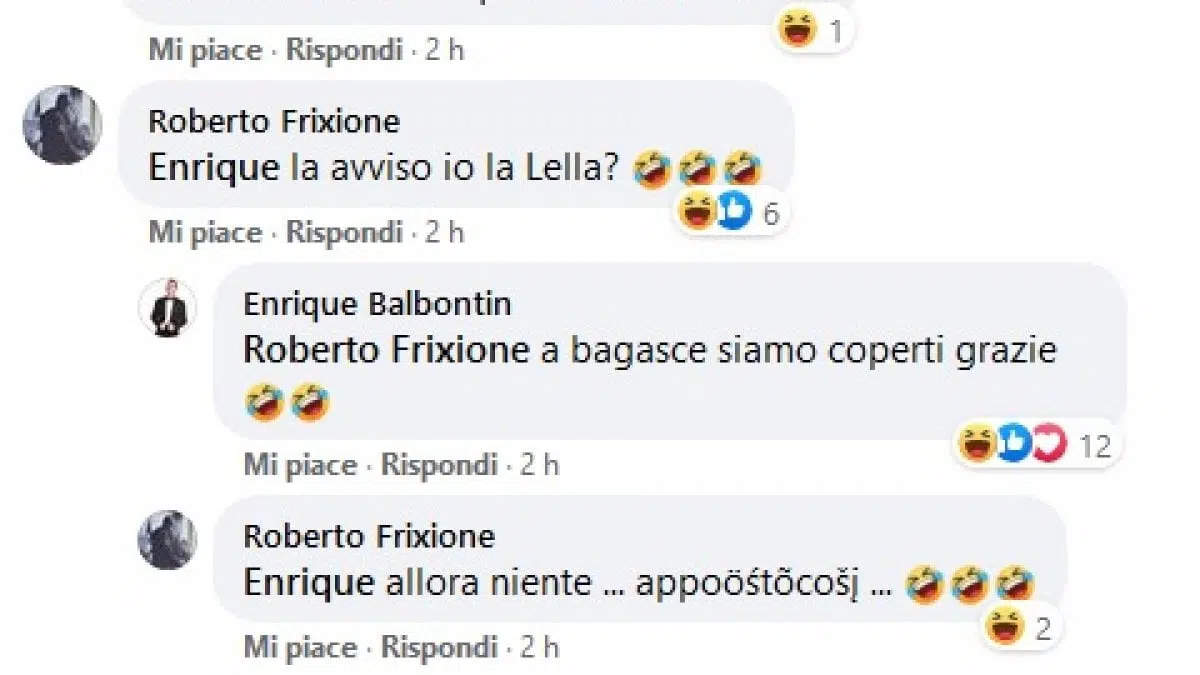 1
Mi piace · Rispondi · 2 h
Roberto Frixione
Enrique la avviso io la Lella? 🤣🤣🤣
6
Mi piace · Rispondi · 2 h
Enrique Balbontin
Roberto Frixione a bagasce siamo coperti grazie
🤣🤣
12
Mi piace · Rispondi · 2 h
Roberto Frixione
Enrique allora niente ... appoöśtõcošį ... 🤣🤣🤣
2
Mi piace · Rispondi · 2 h